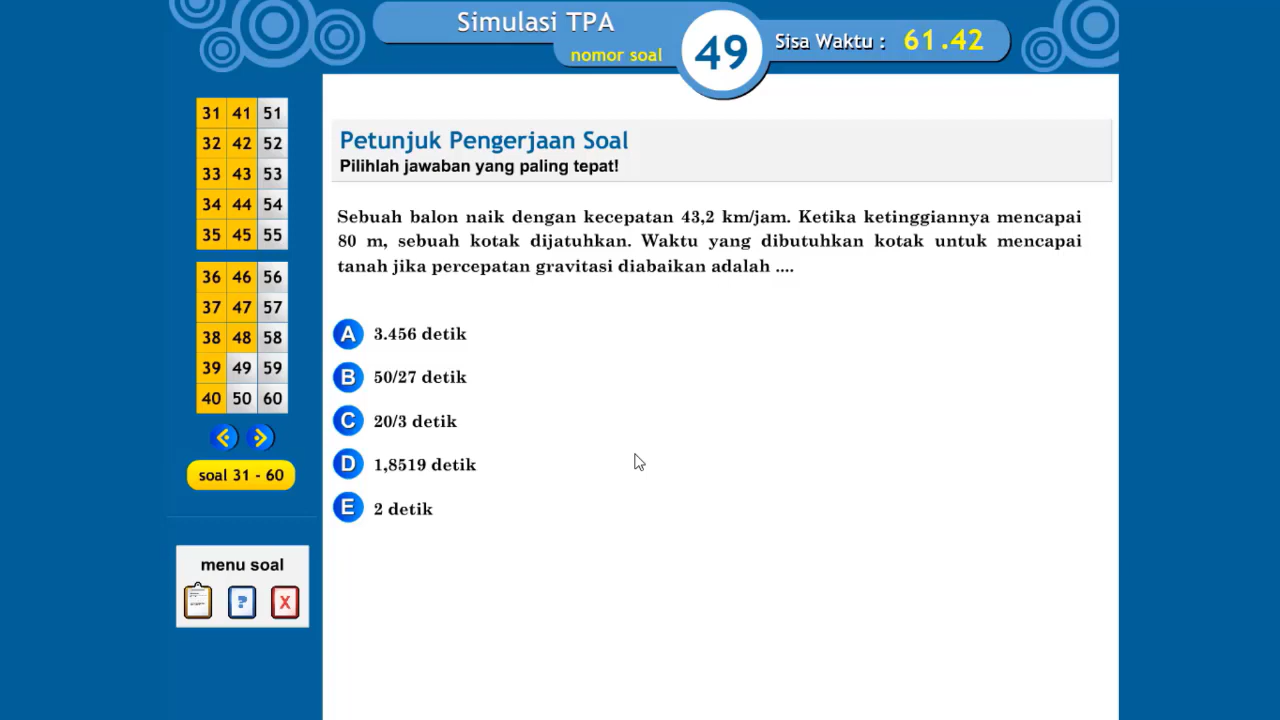 Simulasi TPA
nomor soal
49
Sisa Waktu : 61.42
31 41 51
32 42 52
33 43 53
34 44 54
35 45 55
36 46 56
37 47 57
38 48 58
39 49 59
40 50 60
soal 31 - 60
menu soal
?
X
Petunjuk Pengerjaan Soal
Pilihlah jawaban yang paling tepat!
Sebuah balon naik dengan kecepatan 43,2 km/jam. Ketika ketinggiannya mencapai
80 m, sebuah kotak dijatuhkan. Waktu yang dibutuhkan kotak untuk mencapai
tanah jika percepatan gravitasi diabaikan adalah ....
A 3.456 detik
B 50/27 detik
C 20/3 detik
D 1,8519 detik
E 2 detik